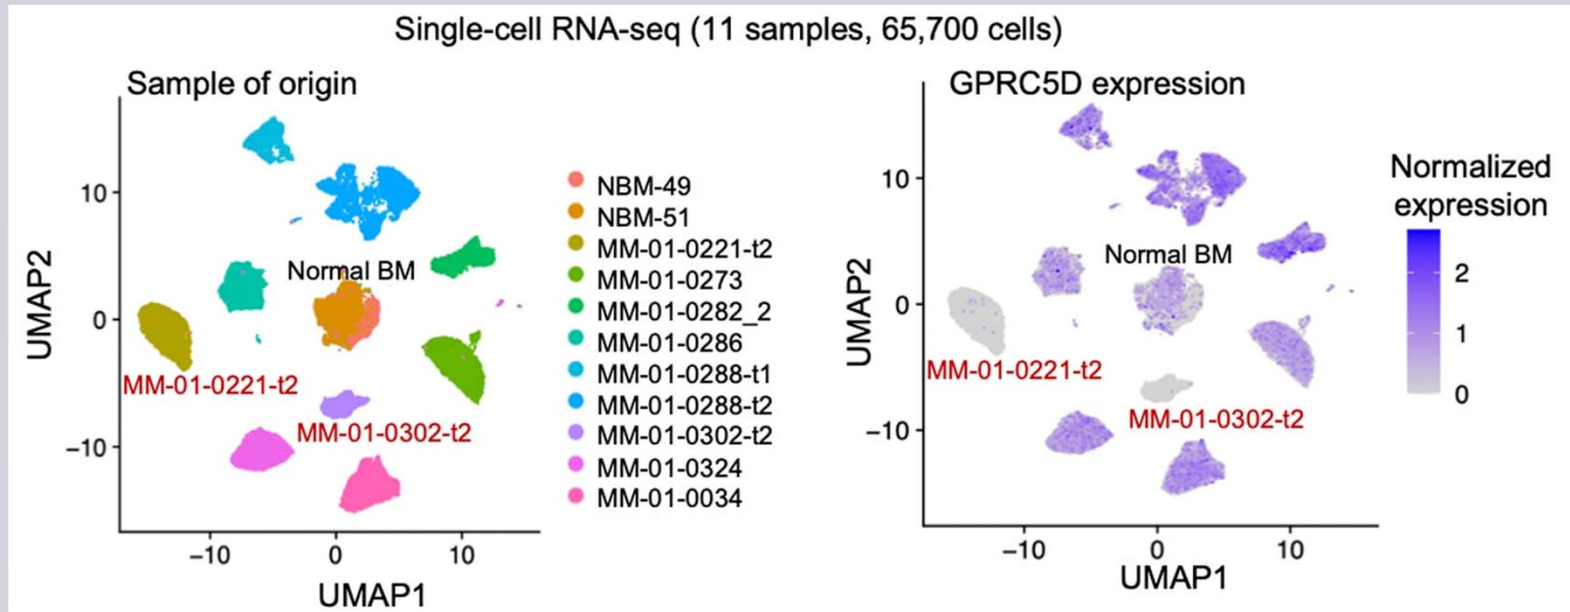 Single-cell RNA-seq (11 samples, 65,700 cells)
Sample of origin
UMAP2
10
0
−10
Normal BM
MM-01-0221-t2
MM-01-0302-t2
−10
0
10
UMAP1
NBM-49
NBM-51
MM-01-0221-t2
MM-01-0273
MM-01-0282_2
MM-01-0286
MM-01-0288-t1
MM-01-0288-t2
MM-01-0302-t2
MM-01-0324
MM-01-0034
GPRC5D expression
UMAP2
10
0
−10
Normal BM
MM-01-0221-t2
MM-01-0302-t2
−10
0
10
UMAP1
Normalized
expression
2
1
0